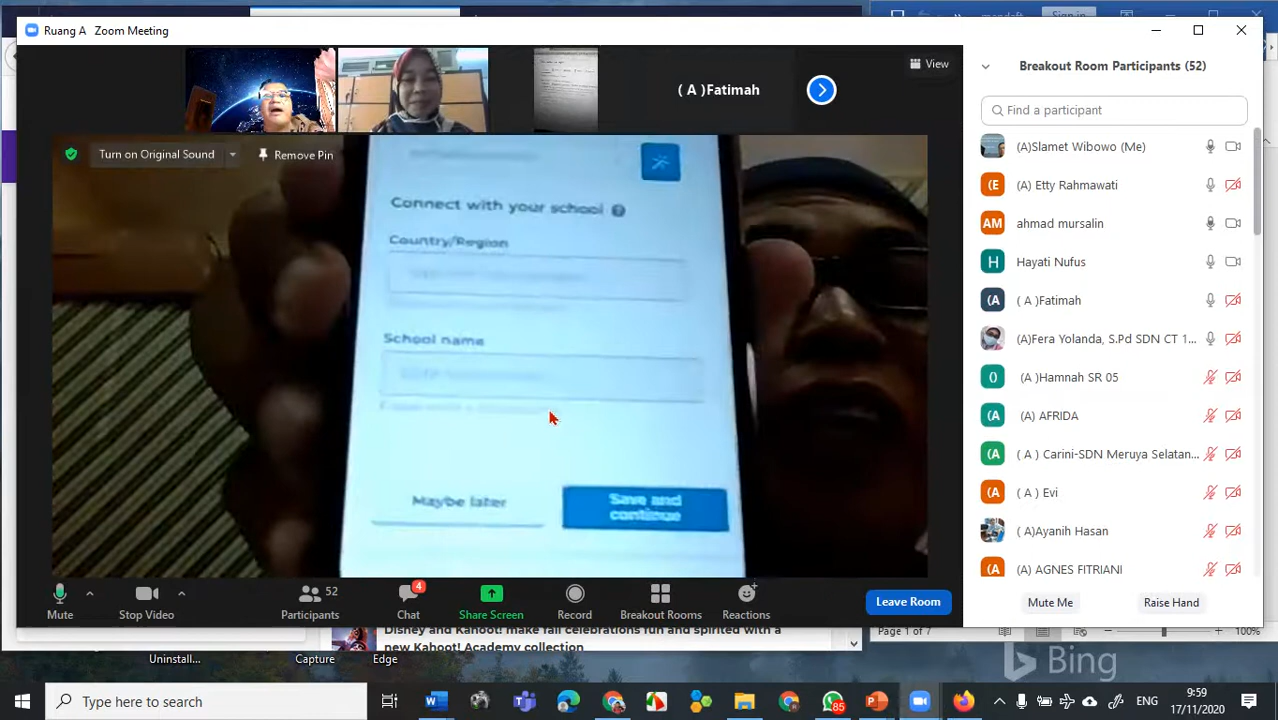 Sign in
Ruang A Zoom Meeting
( A )Fatimah
View
Turn on Original Sound
Remove Pin
Connect with your school
Country/Region
School name
Maybe later
Save and
continue
Breakout Room Participants (52)
Find a participant
(A)Slamet Wibowo (Me)
(E
(A) Etty Rahmawati
AM
ahmad mursalin
H
Hayati Nufus
(A
( A )Fatimah
(A)Fera Yolanda, S.Pd SDN CT 1...
()
(A )Hamnah SR 05
(A
(A) AFRIDA
(A
( A ) Carini-SDN Meruya Selatan...
(A
( A ) Evi
( A )Ayanih Hasan
(A
(A) AGNES FITRIANI
Mute
Stop Video
52
Participants
4
Chat
Share Screen
Record
Breakout Rooms
Reactions
Leave Room
Mute Me
Raise Hand
Disney and Kahoot! make fall celebrations fun and spirited with a
new Kahoot! Academy collection
Page 1 of 7
100%
Uninstall...
Capture
Edge
Bing
Type here to search
85
ENG
9:59
17/11/2020